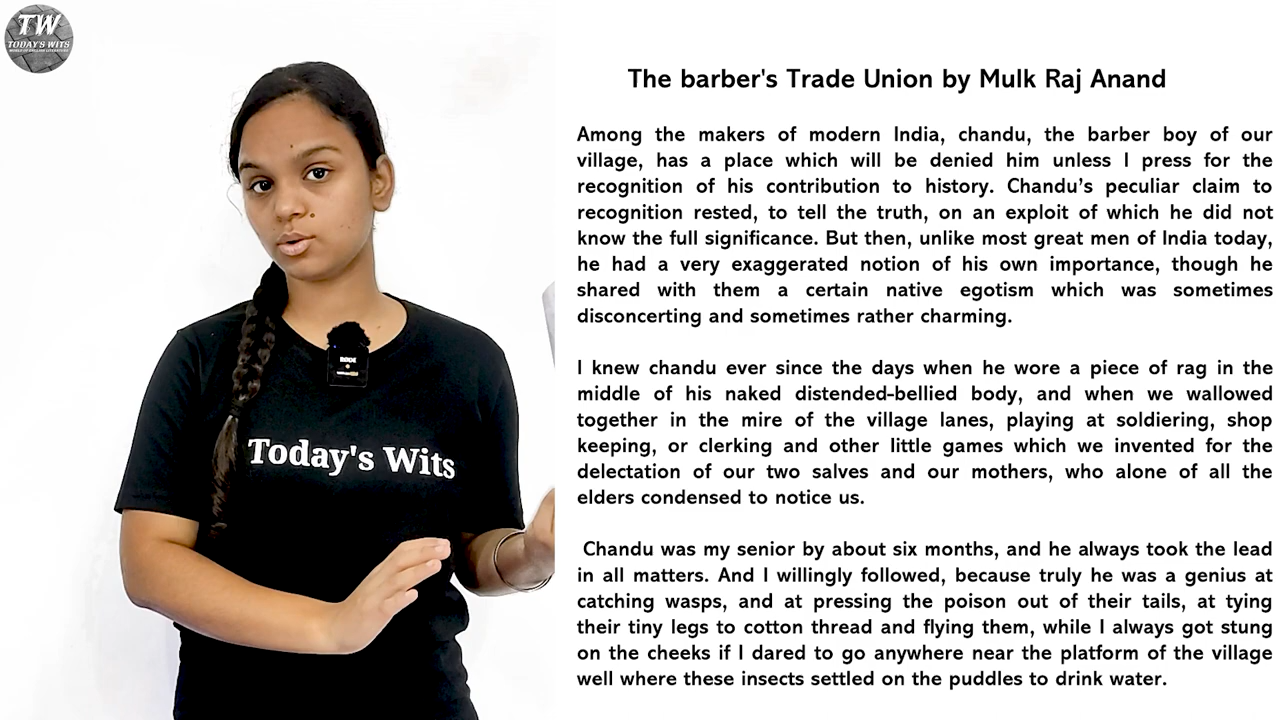 TW
TODAY'S WITS
The barber's Trade Union by Mulk Raj Anand
Among the makers of modern India, chandu, the barber boy of our
village, has a place which will be denied him unless I press for the
recognition of his contribution to history. Chandu's peculiar claim to
recognition rested, to tell the truth, on an exploit of which he did not
know the full significance. But then, unlike most great men of India today,
he had a very exaggerated notion of his own importance, though he
shared with them a certain native egotism which was sometimes
disconcerting and sometimes rather charming.
I knew chandu ever since the days when he wore a piece of rag in the
middle of his naked distended-bellied body, and when we wallowed
together in the mire of the village lanes, playing at soldiering, shop
keeping, or clerking and other little games which we invented for the
delectation of our two salves and our mothers, who alone of all the
elders condensed to notice us.
Chandu was my senior by about six months, and he always took the lead
in all matters. And I willingly followed, because truly he was a genius at
catching wasps, and at pressing the poison out of their tails, at tying
their tiny legs to cotton thread and flying them, while I always got stung
on the cheeks if I dared to go anywhere near the platform of the village
well where these insects settled on the puddles to drink water.
RODE
Today's Wits